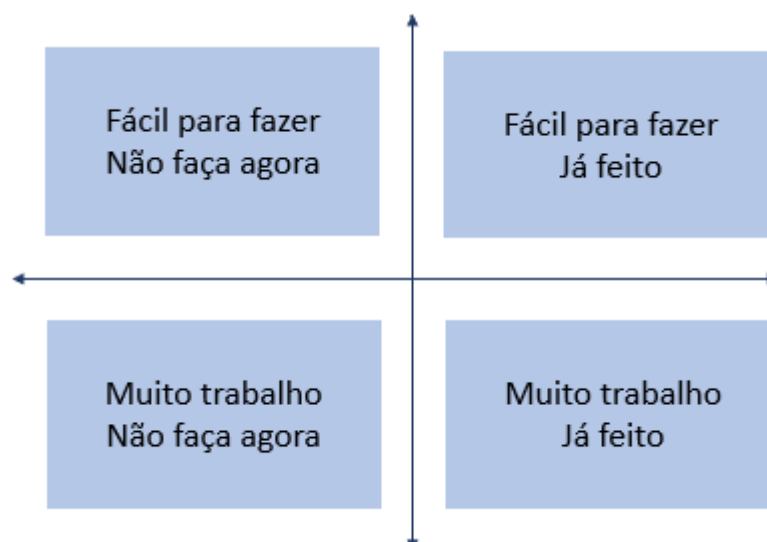 Fácil para fazer
Não faça agora
Fácil para fazer
Já feito
Muito trabalho
Não faça agora
Muito trabalho
Já feito